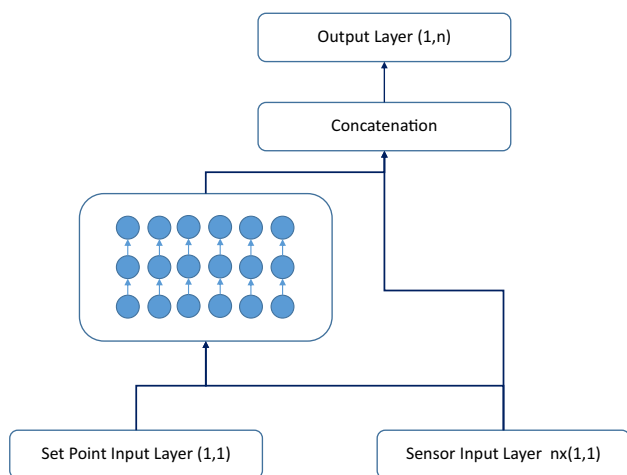 Output Layer (1,n)
Concatenation
Set Point Input Layer (1,1)
Sensor Input Layer nx(1,1)